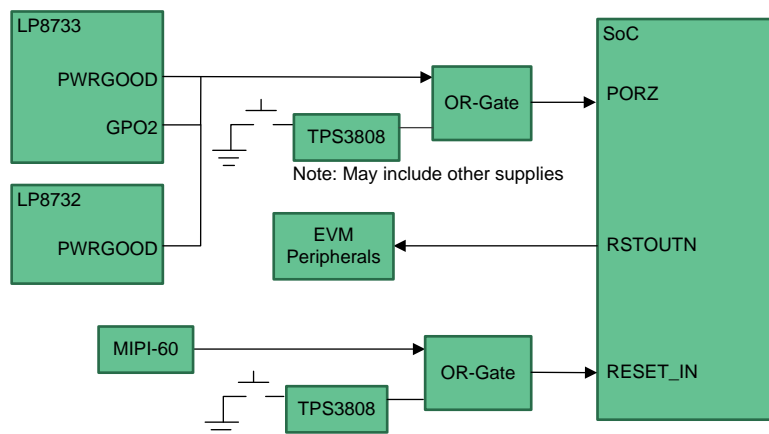 LP8733
PWRGOOD
GPO2
LP8732
PWRGOOD
TPS3808
OR-Gate
Note: May include other supplies
SoC
PORZ
EVM
Peripherals
RSTOUTN
MIPI-60
TPS3808
OR-Gate
RESET_IN